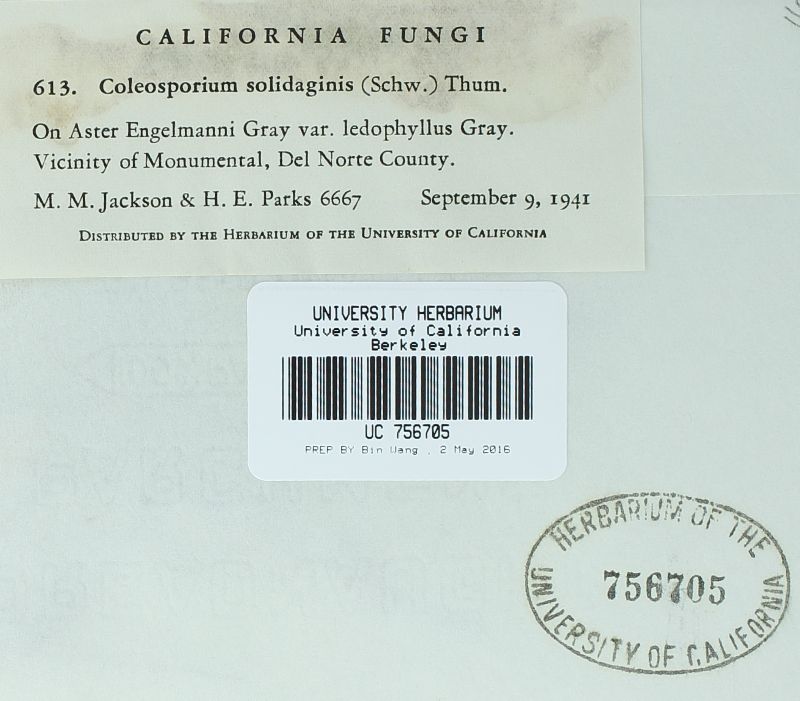 CALIFORNIA FUNGI
613. Coleosporium solidaginis (Schw.) Thum.
On Aster Engelmanni Gray var. ledophyllus Gray.
Vicinity of Monumental, Del Norte County.
M. M. Jackson & H. E. Parks 6667 September 9, 1941
DISTRIBUTED BY THE HERBARIUM OF THE UNIVERSITY OF CALIFORNIA
UNIVERSITY HERBARIUM
University of California
Berkeley
UC 756705
PREP BY Bin Wang , 2 May 2016
HERBARIUM OF THE
756705
UNIVERSITY OF CALIFORNIA